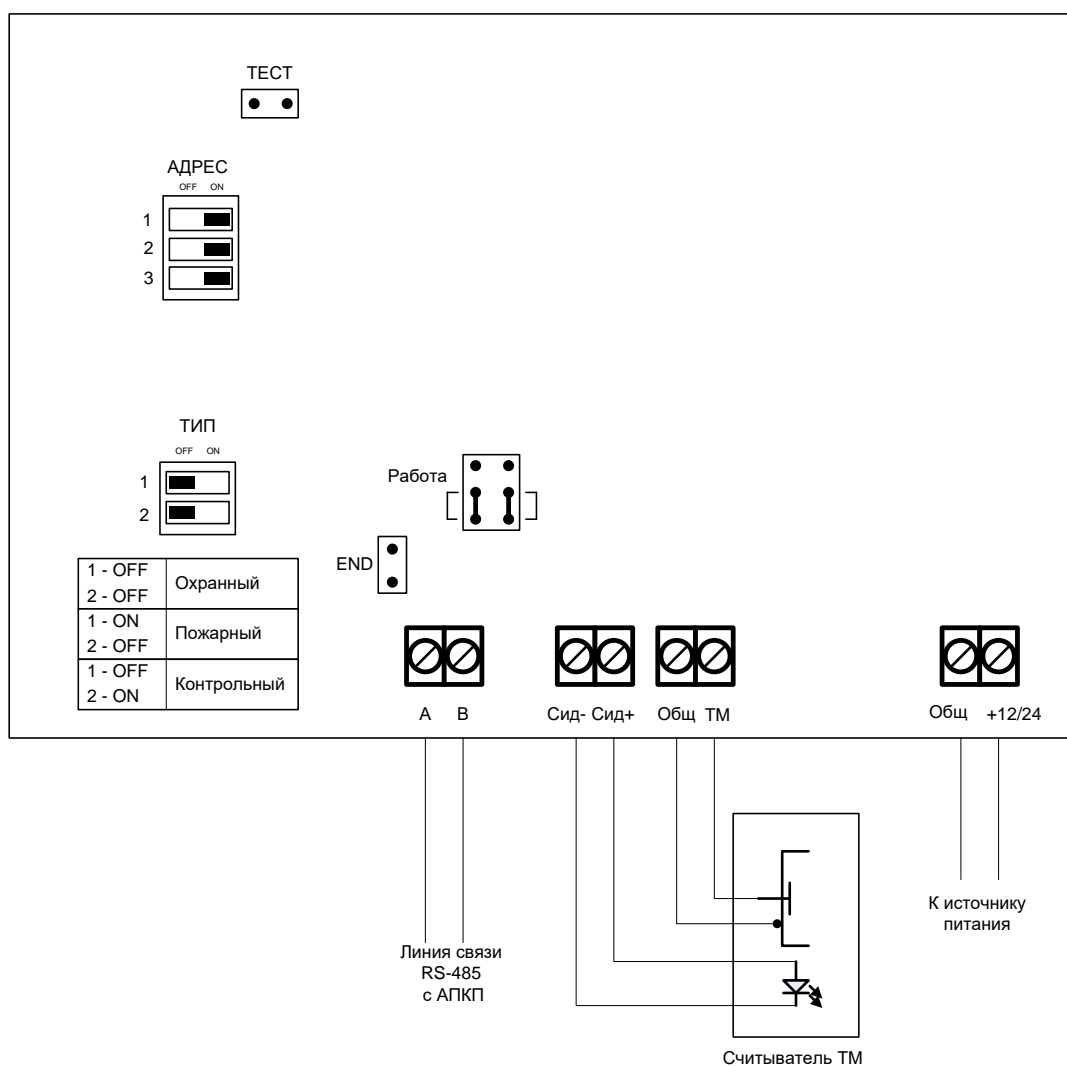 ТЕСТ
АДРЕС
OFF ON
1
2
3
ТИП
OFF ON
1
2
Работа
END
1 - OFF
2 - OFF
Охранный
1 - ON
2 - OFF
Пожарный
1 - OFF
2 - ON
Контрольный
A B Сид- Сид+ Общ ТМ Общ +12/24
Линия связи
RS-485
с АПКП
К источнику
питания
Считыватель ТМ